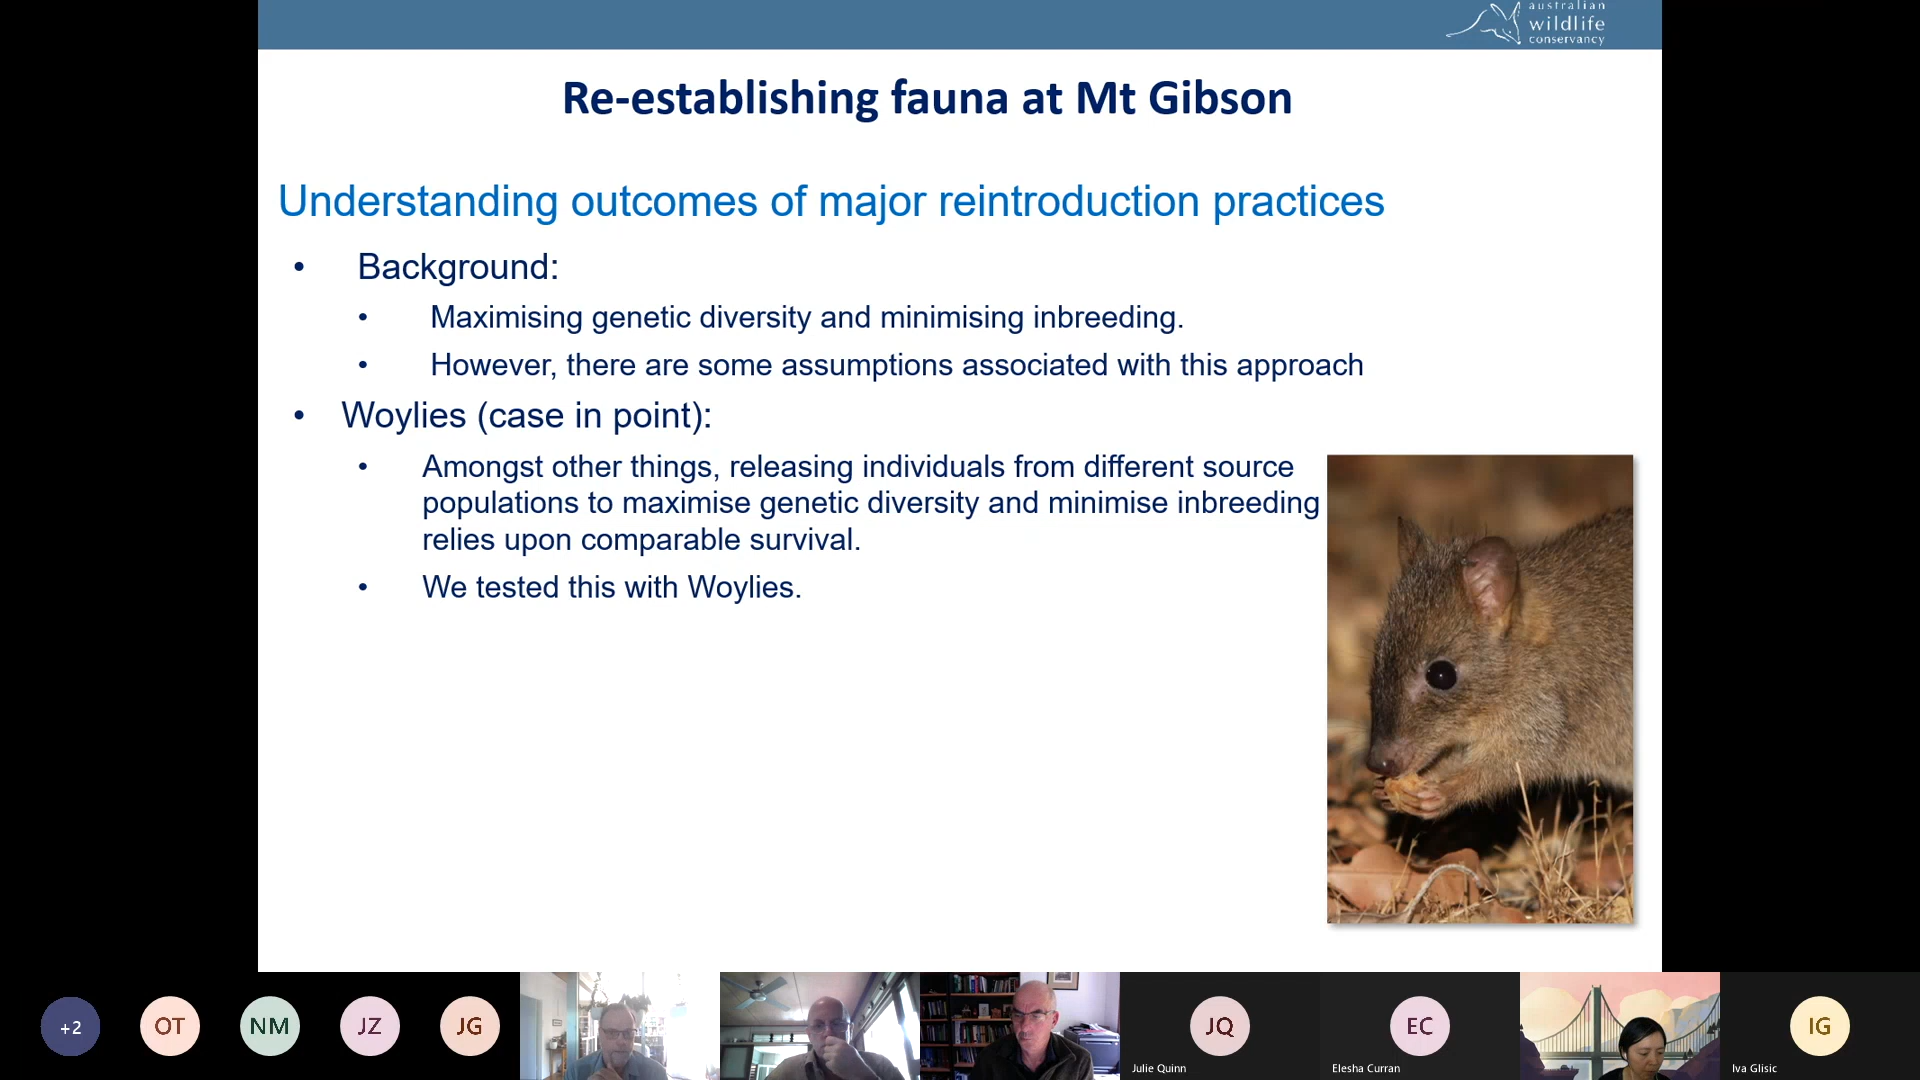 australian
wildlife
conservancy
Re-establishing fauna at Mt Gibson
Understanding outcomes of major reintroduction practices
• Background:
• Maximising genetic diversity and minimising inbreeding.
• However, there are some assumptions associated with this approach
• Woylies (case in point):
• Amongst other things, releasing individuals from different source
populations to maximise genetic diversity and minimise inbreeding
relies upon comparable survival.
• We tested this with Woylies.
+2
OT
NM
JZ
JG
JQ
Julie Quinn
EC
Elesha Curran
IG
Iva Glisic